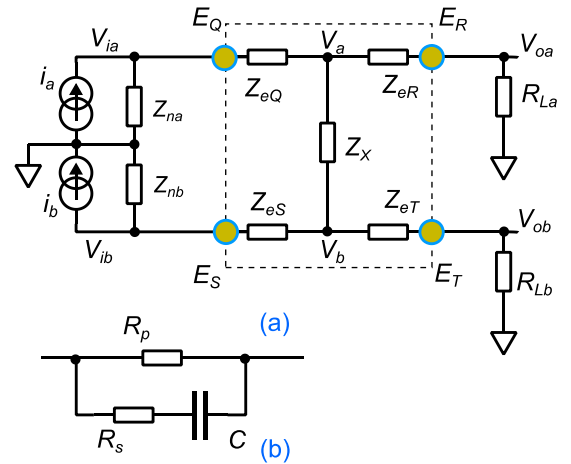 E_Q E_R
V_ia V_a V_oa
i_a Z_na Z_eQ Z_eR R_La
Z_X
i_b Z_nb Z_eS Z_eT
V_ib V_b V_ob
E_S E_T R_Lb
(a)
R_p
R_s C (b)